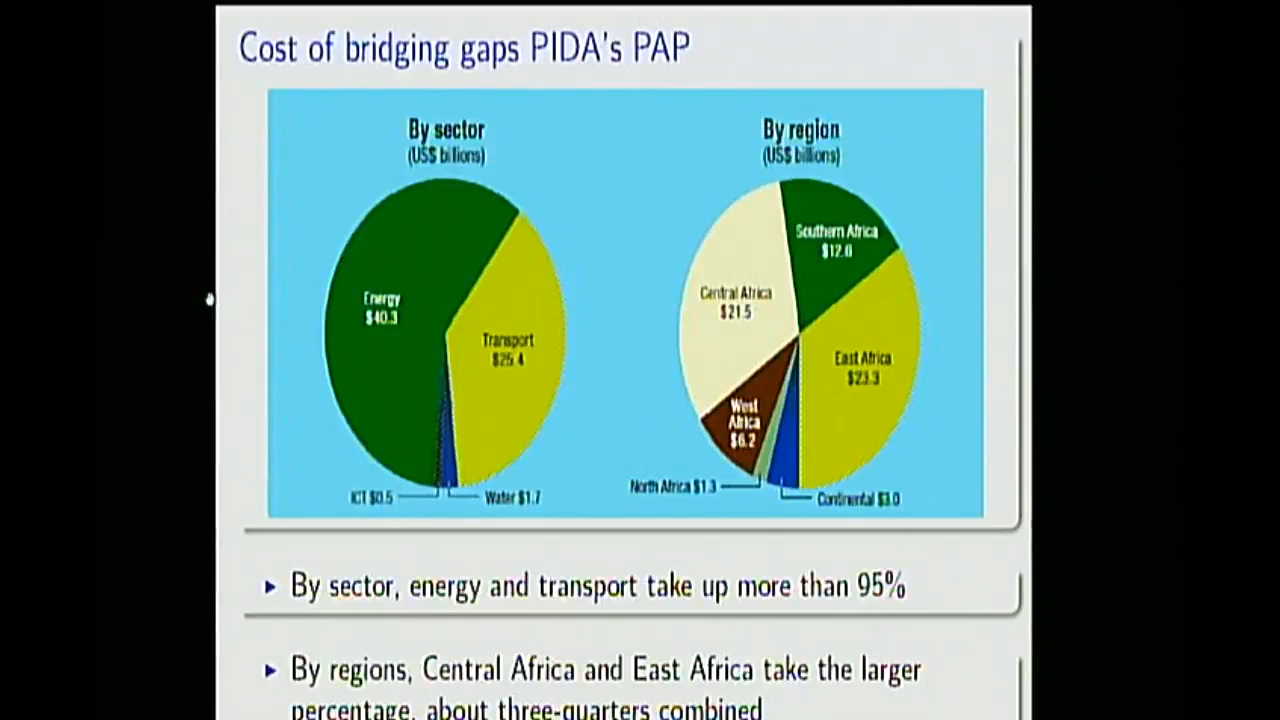 Cost of bridging gaps PIDA's PAP
By sector
(US$ billions)
Energy
$40.3
Transport
$25.4
ICT $0.5
Water $1.7
By region
(US$ billions)
Southern Africa
$12.6
Central Africa
$21.5
East Africa
$23.3
West
Africa
$6.2
North Africa $1.3
Continental $3.0
▸ By sector, energy and transport take up more than 95%
▸ By regions, Central Africa and East Africa take the larger
percentage, about three-quarters combined